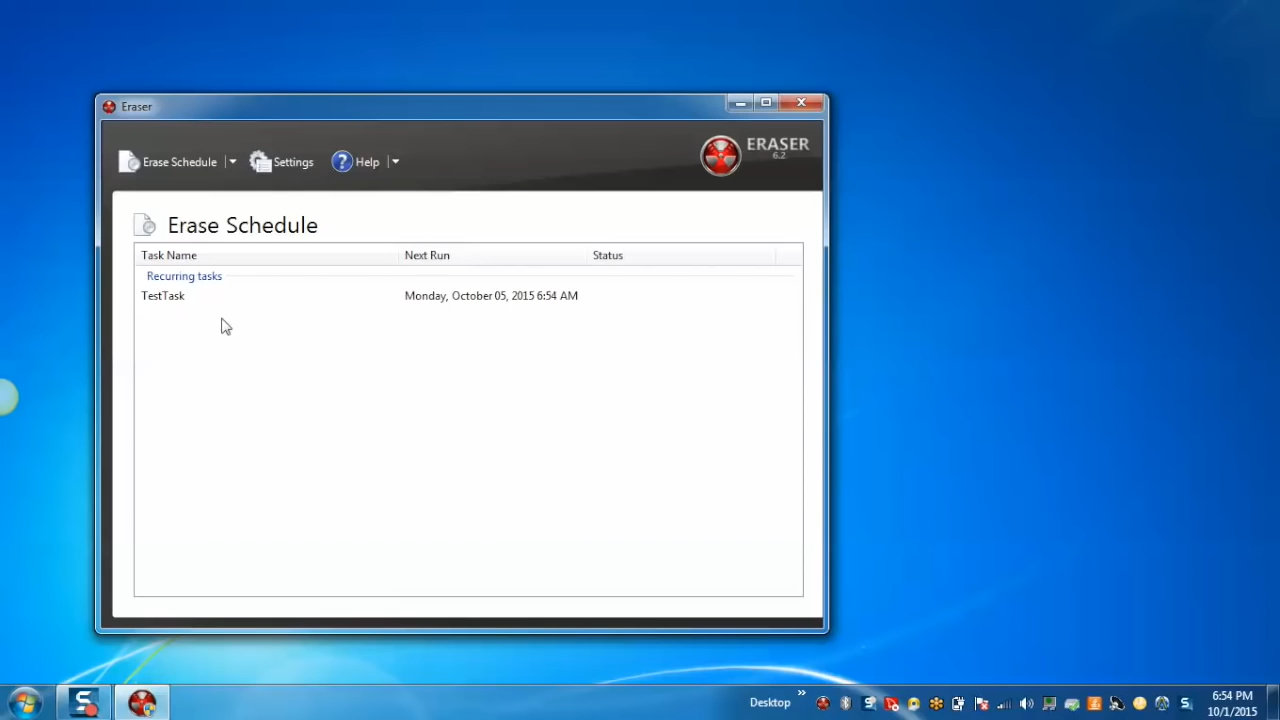 Eraser
Erase Schedule
Settings
Help
ERASER
6.2
Erase Schedule
Task Name Next Run Status
Recurring tasks
TestTask Monday, October 05, 2015 6:54 AM
Desktop
6:54 PM
10/1/2015